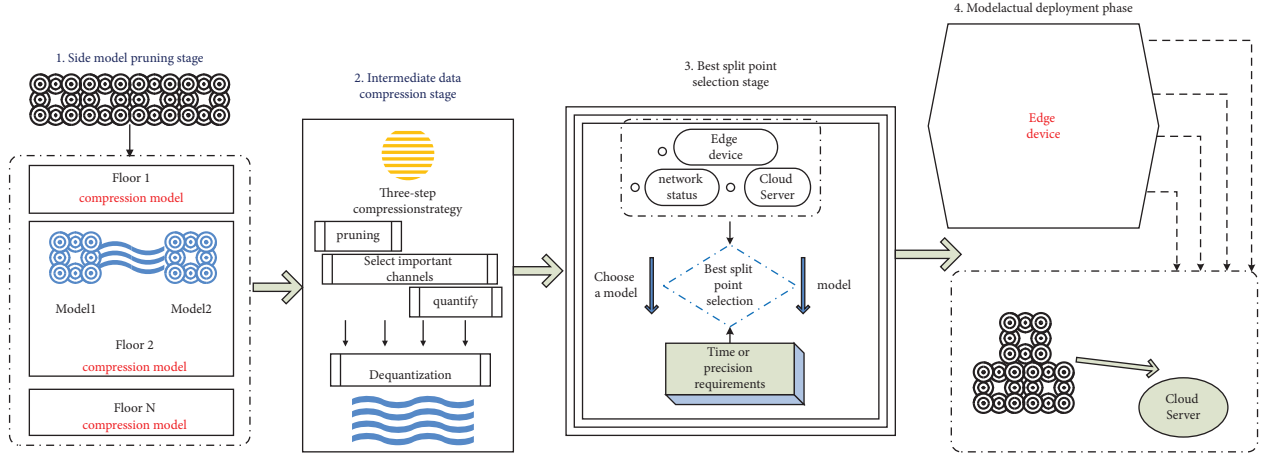 1. Side model pruning stage
Floor 1
compression model
Model1
Model2
Floor 2
compression model
Floor N
compression model
2. Intermediate data
compression stage
Three-step
compressionstrategy
pruning
Select important
channels
quantify
Dequantization
3. Best split point
selection stage
Edge
device
network
status
Cloud
Server
Choose
a model
Best split
point
selection
model
Time or
precision
requirements
4. Modelactual deployment phase
Edge
device
Cloud
Server